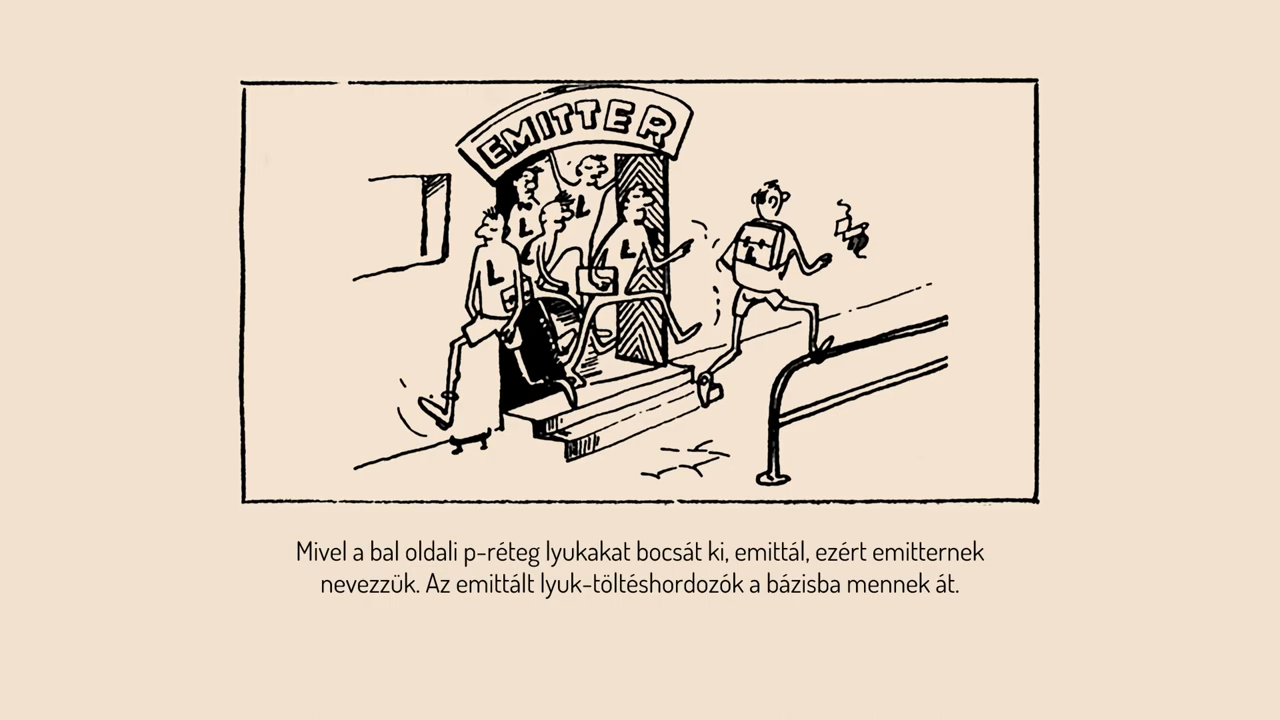 EMITTER
L
L
L
L
L
L
Mivel a bal oldali p-réteg lyukakat bocsát ki, emittál, ezért emitternek
nevezzük. Az emittált lyuk-töltéshordozók a bázisba mennek át.